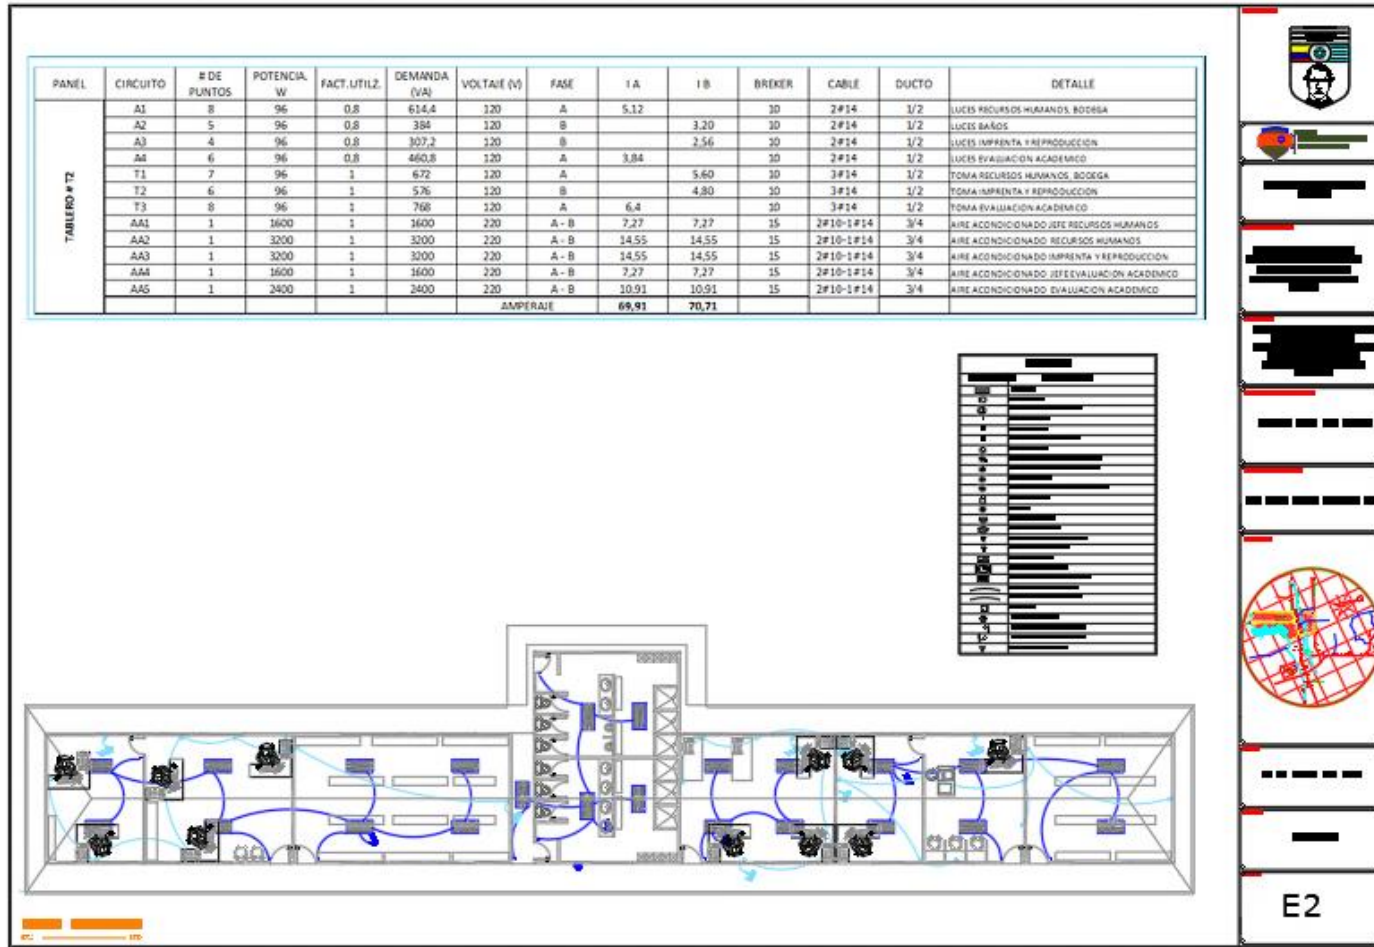 PANEL CIRCUITO # DE PUNTOS POTENCIA. W FACT.UTILZ. DEMANDA (VA) VOLTAJE (V) FASE I A I B BREKER CABLE DUCTO DETALLE
TABLERO # T2
A1 8 96 0,8 614,4 120 A 5,12 10 2#14 1/2 LUCES RECURSOS HUMANOS, BODEGA
A2 5 96 0,8 384 120 B 3,20 10 2#14 1/2 LUCES BAÑOS
A3 4 96 0,8 307,2 120 B 2,56 10 2#14 1/2 LUCES IMPRENTA Y REPRODUCCION
A4 6 96 0,8 460,8 120 A 3,84 10 2#14 1/2 LUCES EVALUACION ACADEMICO
T1 7 96 1 672 120 A 5,60 10 3#14 1/2 TOMA RECURSOS HUMANOS, BODEGA
T2 6 96 1 576 120 B 4,80 10 3#14 1/2 TOMA IMPRENTA Y REPRODUCCION
T3 8 96 1 768 120 A 6,4 10 3#14 1/2 TOMA EVALUACION ACADEMICO
AA1 1 1600 1 1600 220 A - B 7,27 7,27 15 2#10-1#14 3/4 AIRE ACONDICIONADO JEFE RECURSOS HUMANOS
AA2 1 3200 1 3200 220 A - B 14,55 14,55 15 2#10-1#14 3/4 AIRE ACONDICIONADO RECURSOS HUMANOS
AA3 1 3200 1 3200 220 A - B 14,55 14,55 15 2#10-1#14 3/4 AIRE ACONDICIONADO IMPRENTA Y REPRODUCCION
AA4 1 1600 1 1600 220 A - B 7,27 7,27 15 2#10-1#14 3/4 AIRE ACONDICIONADO JEFE EVALUACION ACADEMICO
AA5 1 2400 1 2400 220 A - B 10,91 10,91 15 2#10-1#14 3/4 AIRE ACONDICIONADO EVALUACION ACADEMICO
AMPERAJE 69,91 70,71
E2